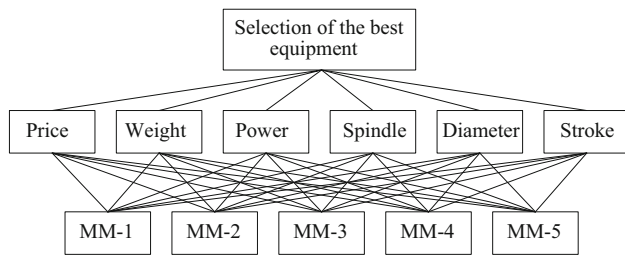 Selection of the best
equipment
Price Weight Power Spindle Diameter Stroke
MM-1 MM-2 MM-3 MM-4 MM-5